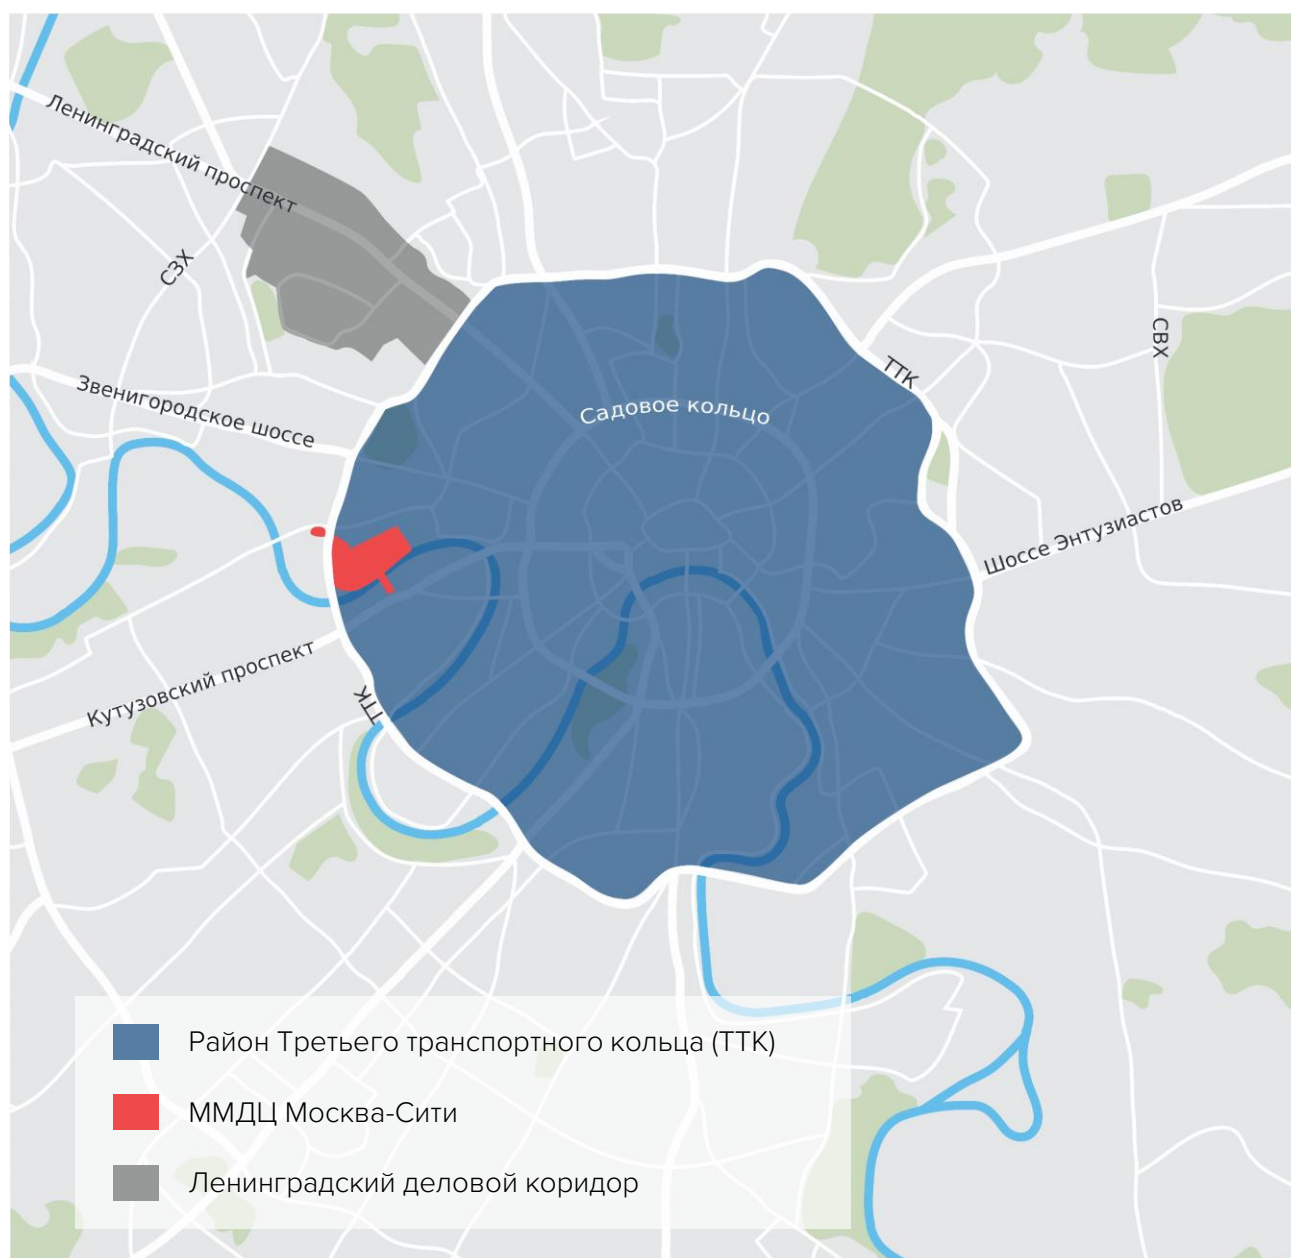 Ленинградский проспект
СЗХ
СВХ
ТТК
Звенигородское шоссе
Садовое кольцо
Шоссе Энтузиастов
Кутузовский проспект
ТТК
Район Третьего транспортного кольца (ТТК)
ММДЦ Москва-Сити
Ленинградский деловой коридор